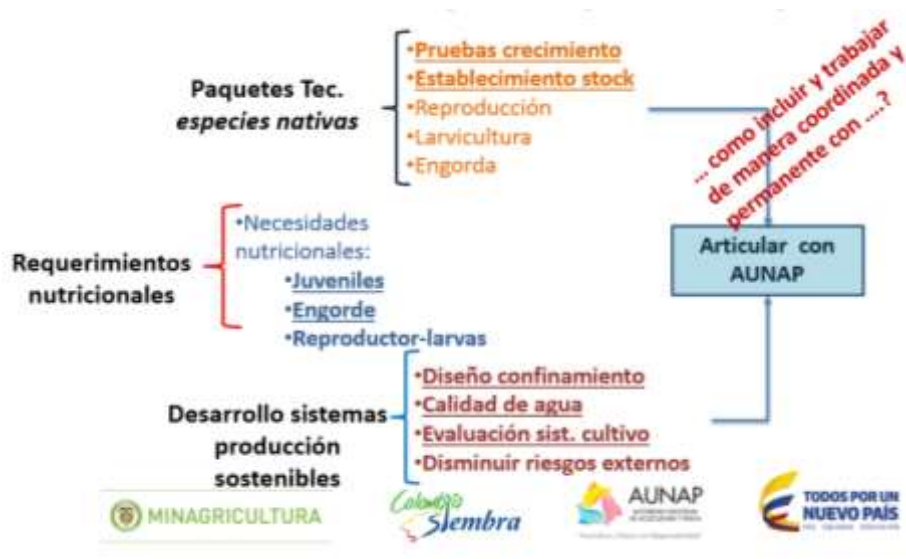 Paquetes Tec.
especies nativas
•Pruebas crecimiento
•Establecimiento stock
•Reproducción
•Larvicultura
•Engorda
... como incluir y trabajar
de manera coordinada y
permanente con ....?
Articular con
AUNAP
Requerimientos
nutricionales
•Necesidades
nutricionales:
•Juveniles
•Engorde
•Reproductor-larvas
Desarrollo sistemas
producción
sostenibles
•Diseño confinamiento
•Calidad de agua
•Evaluación sist. cultivo
•Disminuir riesgos externos
MINAGRICULTURA
Colombia
Siembra
AUNAP
TODOS POR UN
NUEVO PAÍS